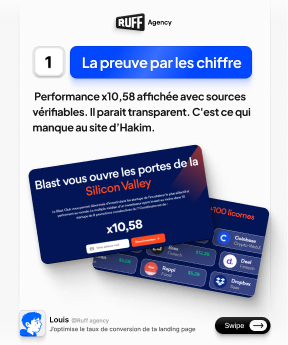 RUFF Agency
1 La preuve par les chiffre
Performance x10,58 affichée avec sources
vérifiables. Il parait transparent. C'est ce qui
manque au site d'Hakim.
Blast vous ouvre les portes de la
Silicon Valley
x10,58
+100 licornes
Coinbase
Deel
Rappi
Dropbox
Louis @Ruff agency
J'optimise le taux de conversion de ta landing page
Swipe